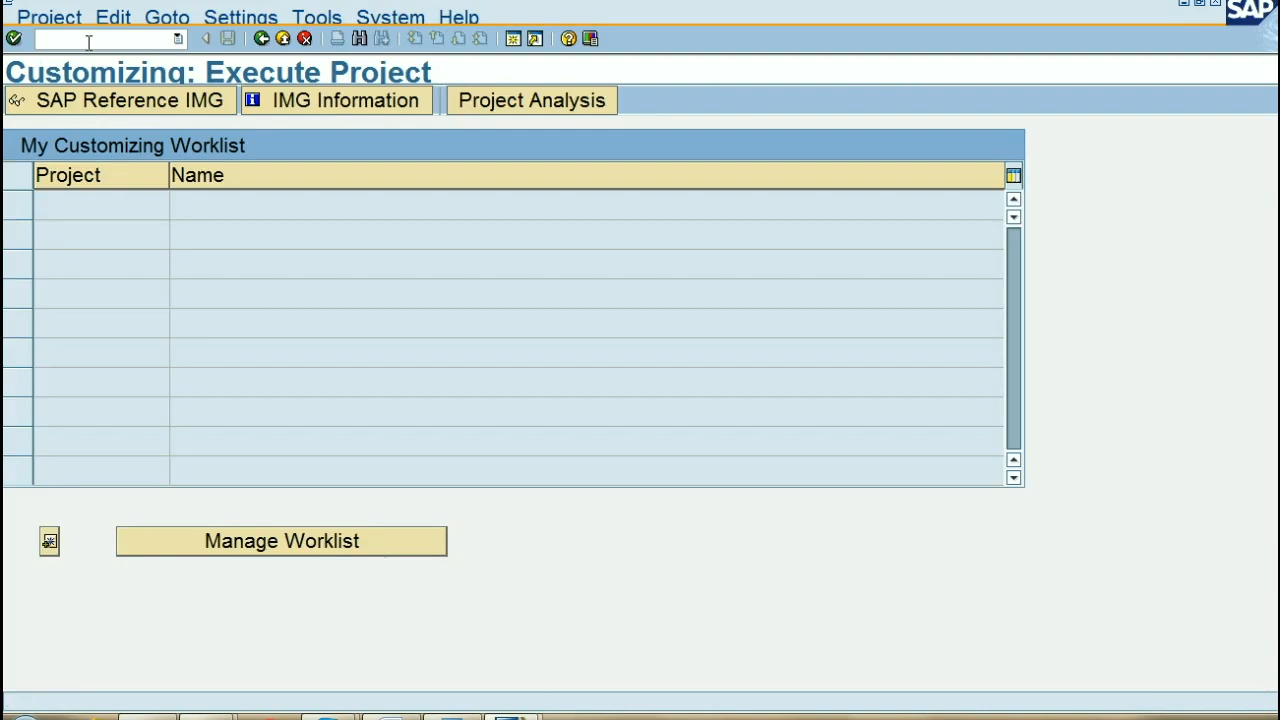 Project Edit Goto Settings Tools System Help
SAP
Customizing: Execute Project
SAP Reference IMG IMG Information Project Analysis
My Customizing Worklist
Project Name
Manage Worklist